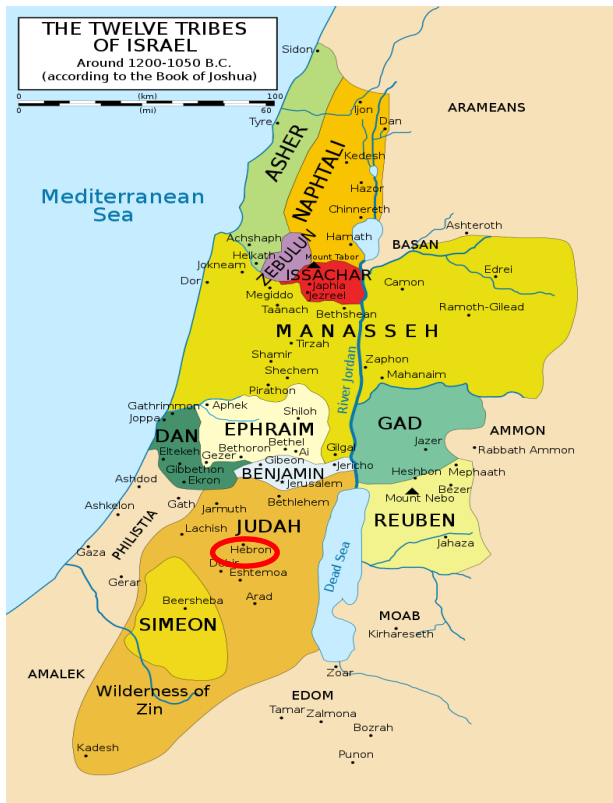 THE TWELVE TRIBES
OF ISRAEL
Around 1200-1050 B.C.
(according to the Book of Joshua)
(km) 100
(mi) 60
Sidon
Ijon
ARAMEANS
Tyre
Dan
ASHER
NAPHTALI
Kedesh
Hazor
Mediterranean
Sea
Chinnereth
Ashteroth
Achshaph
Hamath
BASAN
Helkath
ZEBULUN
Mount Tabor
Jokneam
ISSACHAR
Edrei
Dor
Japhia
Camon
Megiddo
Jezreel
Taanach
Bethshean
Ramoth-Gilead
MANASSEH
Tirzah
Shamir
Zaphon
Shechem
Mahanaim
Pirathon
River Jordan
Gathrimmon
Aphek
Joppa
Shiloh
DAN
EPHRAIM
GAD
AMMON
Eltekeh
Bethoron
Bethel
Jazer
Rabbath Ammon
Gezer
Ai
Gilgal
Gibbethon
Gibeon
Jericho
Heshbon
Mephaath
Ekron
BENJAMIN
Jerusalem
Ashdod
Bezer
Mount Nebo
Bethlehem
Gath
Jarmuth
Ashkelon
PHILISTIA
REUBEN
Lachish
JUDAH
Jahaza
Gaza
Hebron
Debir
Dead Sea
Eshtemoa
Gerar
Beersheba
Arad
MOAB
SIMEON
Kirhareseth
Zoar
AMALEK
EDOM
Wilderness of
Zin
Tamar
Zalmona
Bozrah
Kadesh
Punon